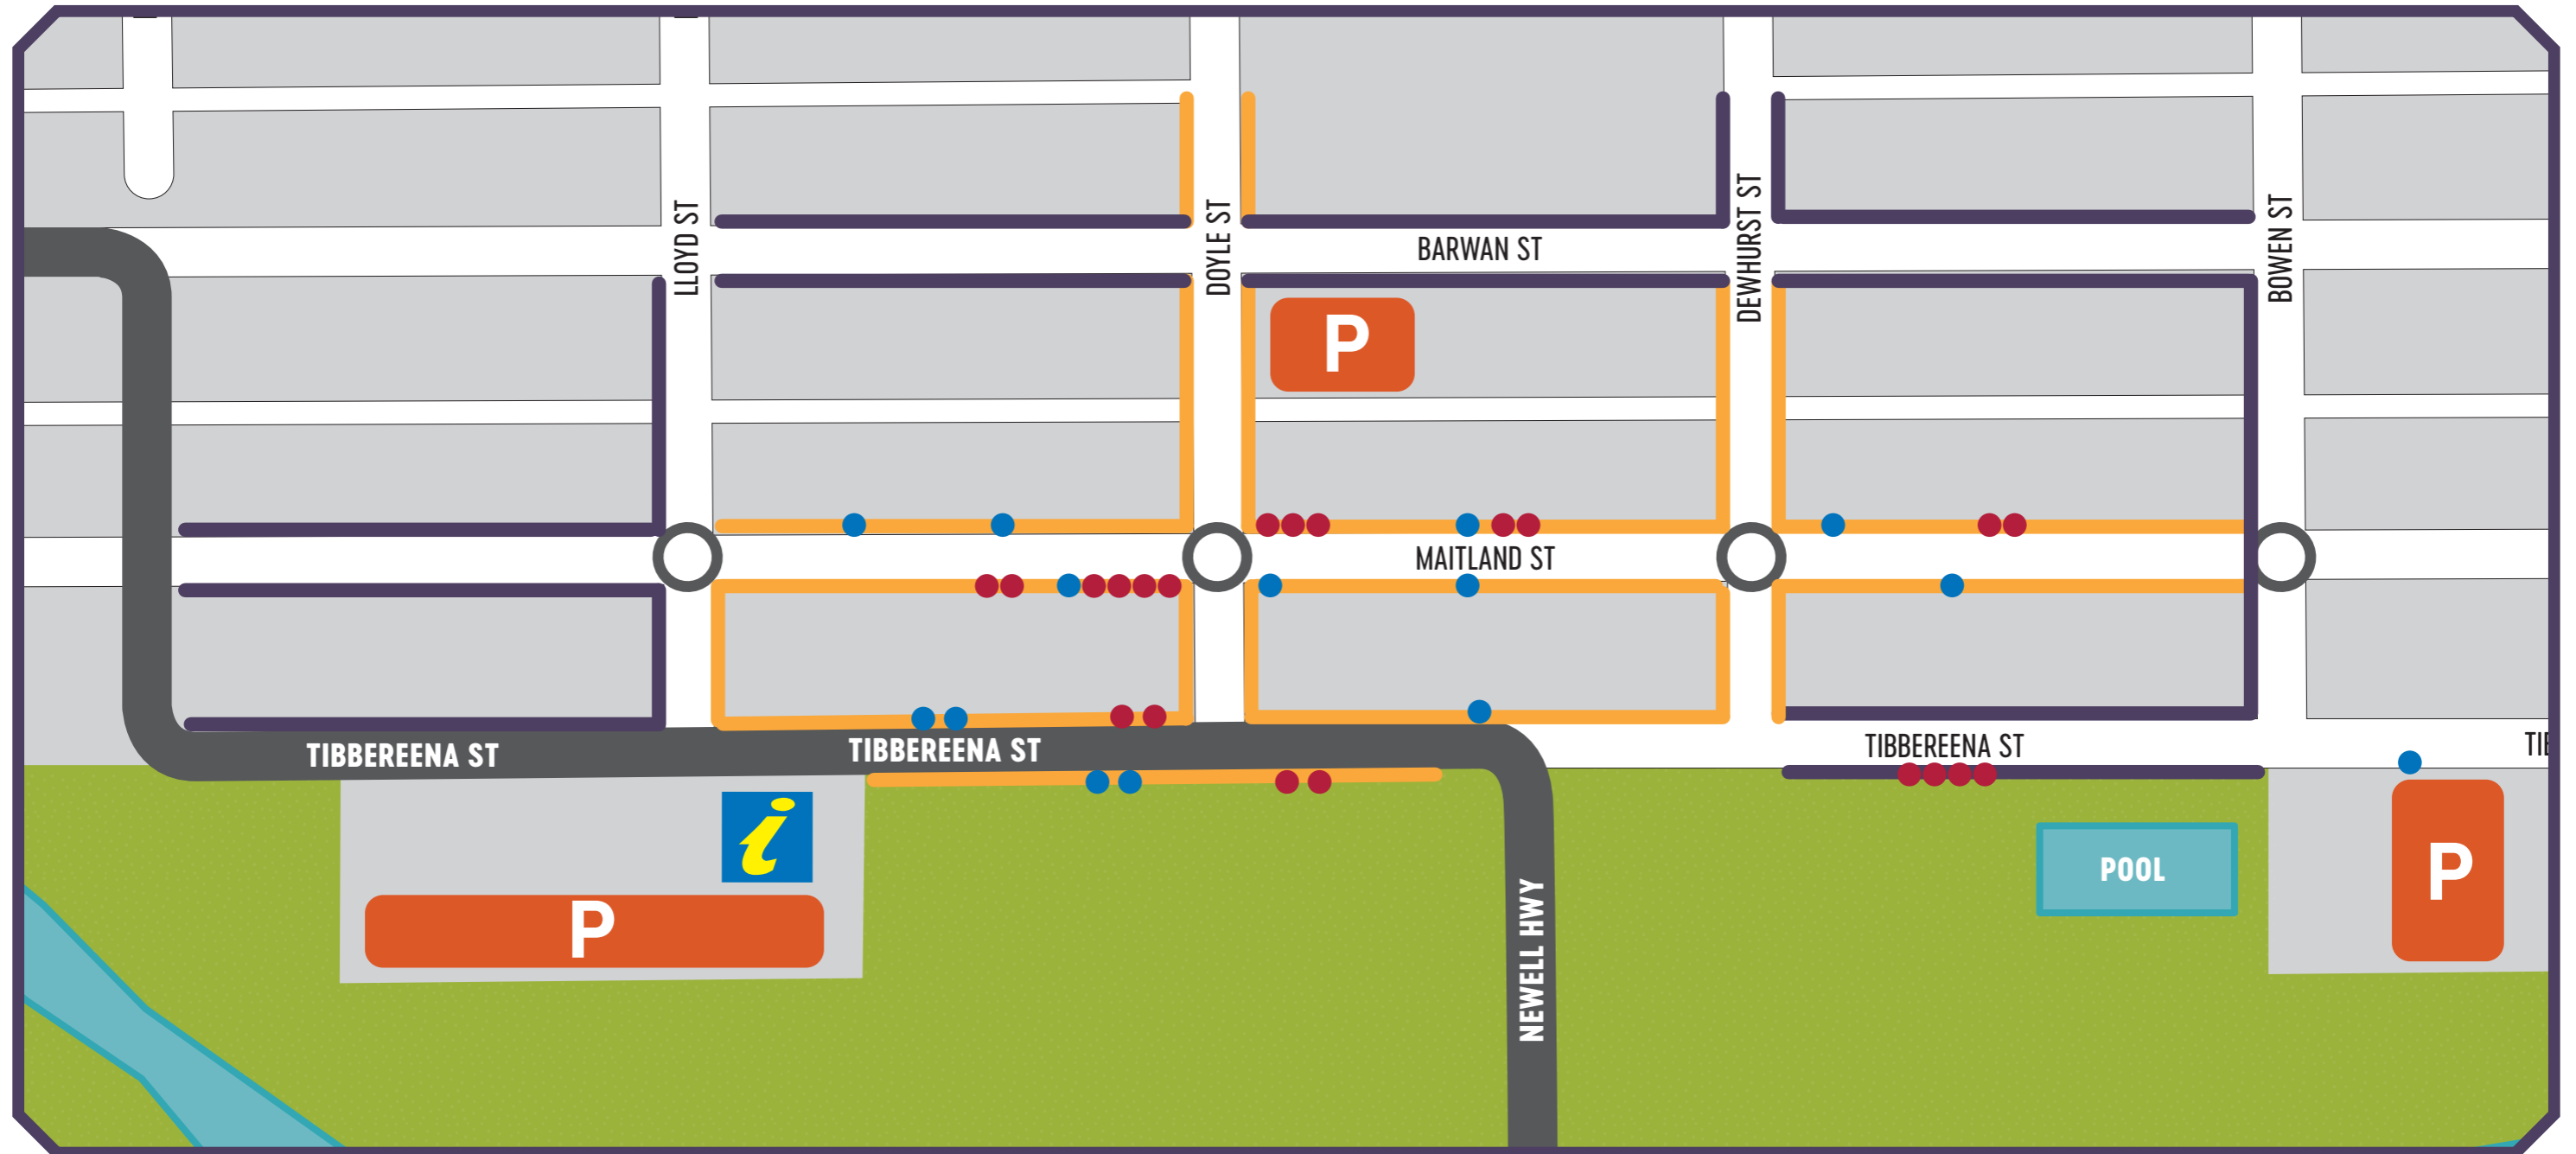 LLOYD ST
DOYLE ST
DEWHURST ST
BOWEN ST
BARWAN ST
P
MAITLAND ST
TIBBEREENA ST
TIBBEREENA ST
TIBBEREENA ST
TIB
i
P
POOL
P
NEWELL HWY